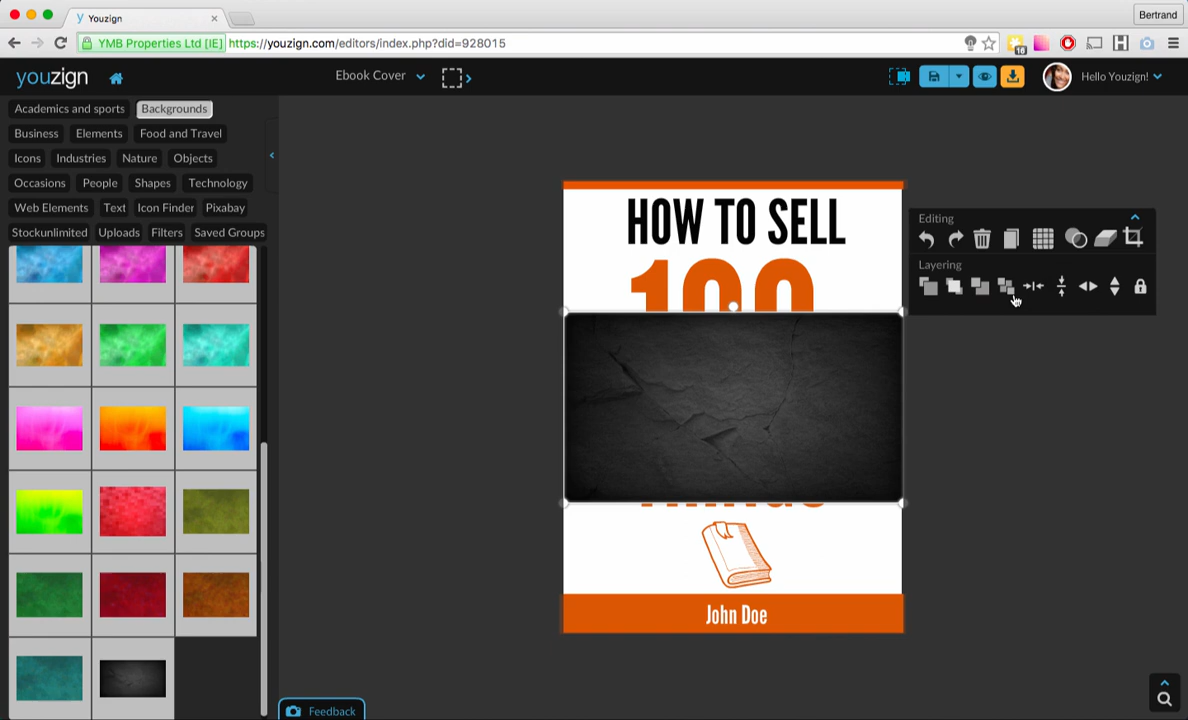 Youzign
Bertrand
YMB Properties Ltd [IE] https://youzign.com/editors/index.php?did=928015
16
youzign
Ebook Cover
Hello Youzign!
Academics and sports Backgrounds
Business Elements Food and Travel
Icons Industries Nature Objects
Occasions People Shapes Technology
Web Elements Text Icon Finder Pixabay
Stockunlimited Uploads Filters Saved Groups
HOW TO SELL
100
John Doe
Editing
Layering
Feedback